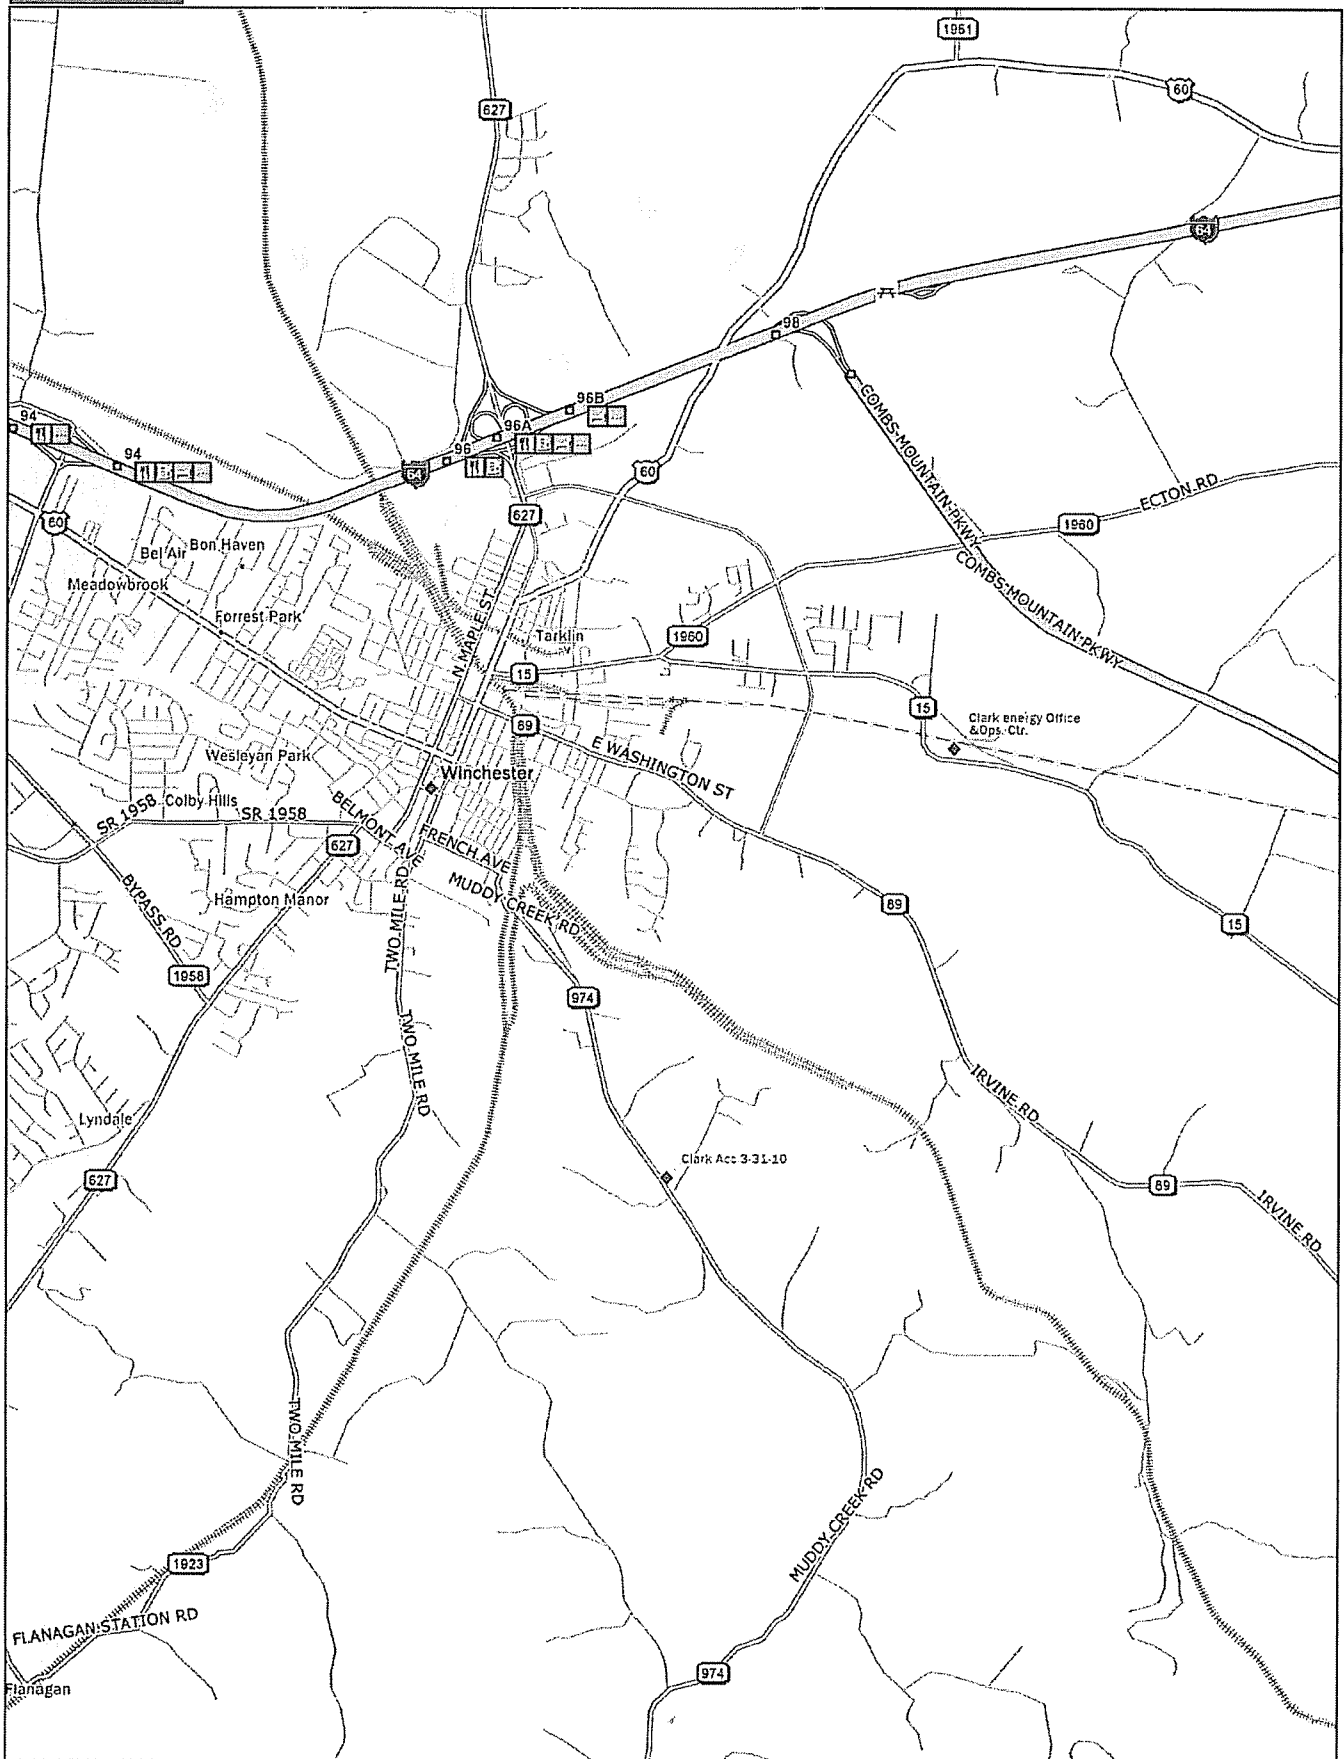 1951
60
627
64
98
96B
96A
94
96
94
64
60
COMBS-MOUNTAIN-PKWY
ECTON RD
60
627
1960
Bel Air
Bon Haven
COMBS-MOUNTAIN-PKWY
Meadowbrook
N MAPLE ST
Forrest Park
Tarklin
1960
15
15
Clark energy Office
&Ops. Ctr.
89
E WASHINGTON ST
Wesleyan Park
Winchester
Colby Hills
SR 1958
SR 1958
BELMONT AVE
FRENCH AVE
627
BYPASS RD
Hampton Manor
MUDDY CREEK RD
TWO MILE RD
89
15
1958
974
TWO MILE RD
IRVINE RD
Lyndale
Clark Acc 3-31-10
627
89
IRVINE RD
TWO MILE RD
MUDDY CREEK RD
1923
FLANAGAN STATION RD
974
Flanagan